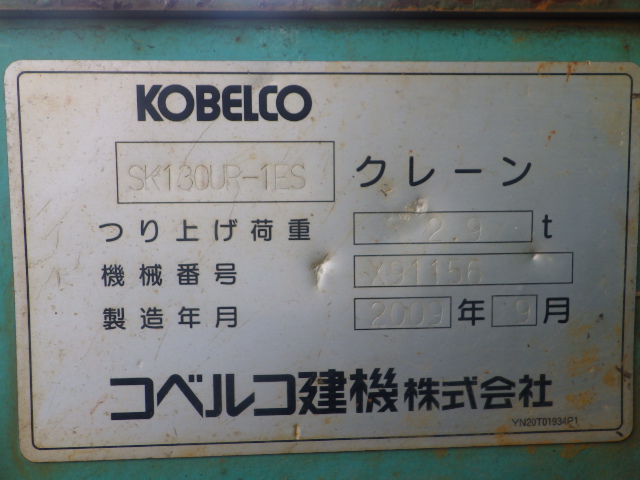 KOBELCO
SK130UR-1ES クレーン
つり上げ荷重 2.9 t
機械番号 X91156
製造年月 2009 年 9 月
コベルコ建機株式会社
YN20T01934P1